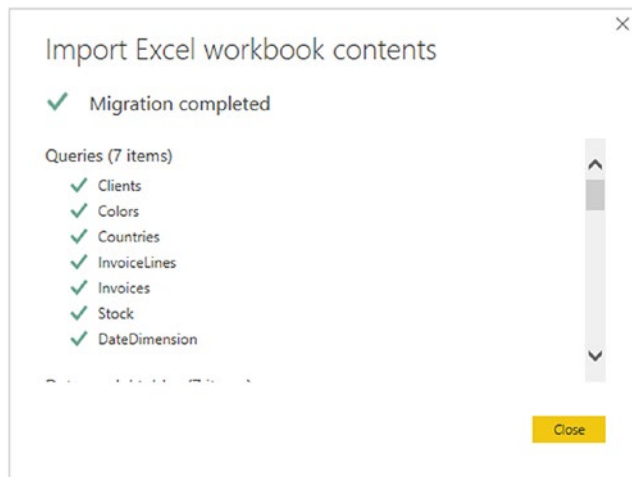 Import Excel workbook contents
Migration completed
Queries (7 items)
Clients
Colors
Countries
InvoiceLines
Invoices
Stock
DateDimension
Close